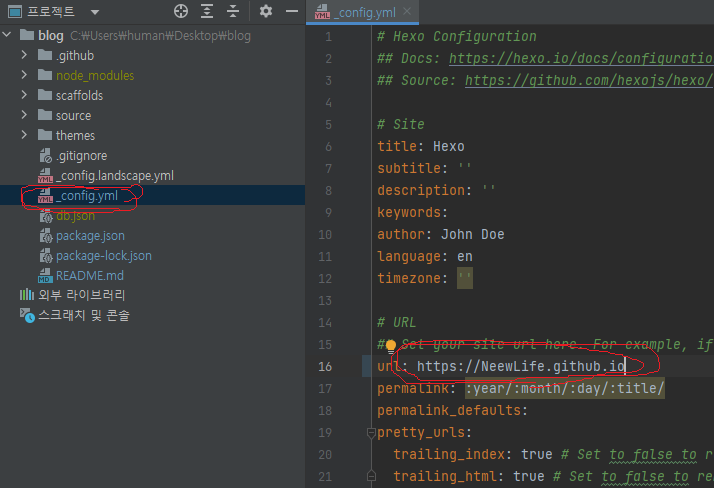 프로젝트
blog C:₩Users₩human₩Desktop₩blog
.github
node_modules
scaffolds
source
themes
.gitignore
_config.landscape.yml
_config.yml
db.json
package.json
package-lock.json
README.md
외부 라이브러리
스크래치 및 콘솔
_config.yml
1 # Hexo Configuration
2 ## Docs: https://hexo.io/docs/configuratio
3 ## Source: https://github.com/hexojs/hexo/
4
5 # Site
6 title: Hexo
7 subtitle: ''
8 description: ''
9 keywords:
10 author: John Doe
11 language: en
12 timezone: ''
13
14 # URL
15 ## Set your site url here. For example, if
16 url: https://NeewLife.github.io
17 permalink: :year/:month/:day/:title/
18 permalink_defaults:
19 pretty_urls:
20 trailing_index: true # Set to false to r
21 trailing_html: true # Set to false to re